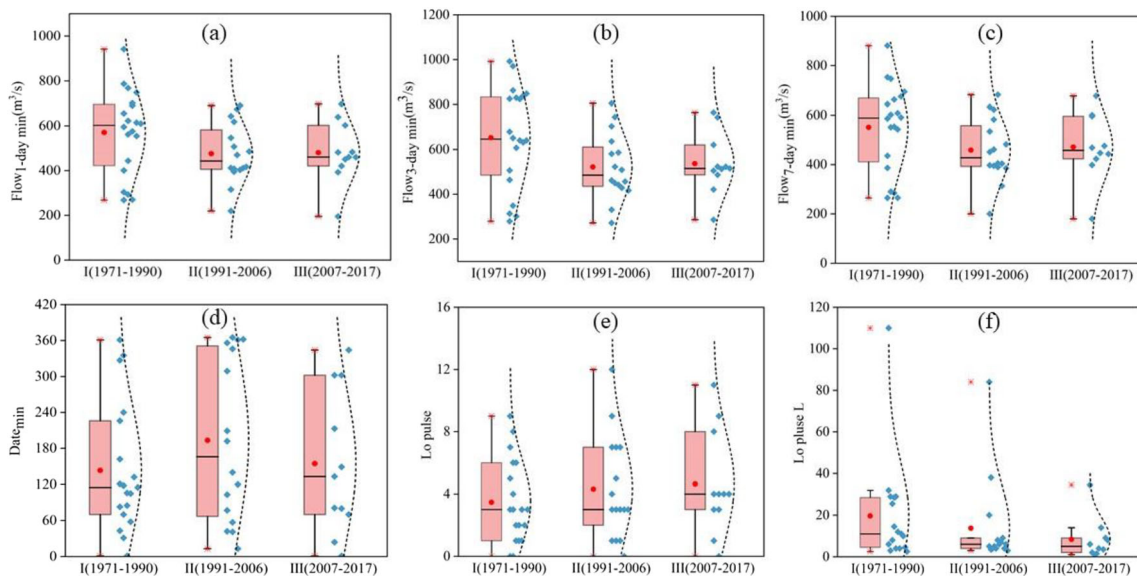 (a)
Flow1-day min(m³/s)
1000
800
600
400
200
0
I(1971-1990) II(1991-2006) III(2007-2017)
(b)
Flow3-day min(m³/s)
1200
1000
800
600
400
200
I(1971-1990) II(1991-2006) III(2007-2017)
(c)
Flow7-day min(m³/s)
1000
800
600
400
200
0
I(1971-1990) II(1991-2006) III(2007-2017)
(d)
Datemin
420
360
300
240
180
120
60
0
I(1971-1990) II(1991-2006) III(2007-2017)
(e)
Lo pulse
16
12
8
4
0
I(1971-1990) II(1991-2006) III(2007-2017)
(f)
Lo pluse L
120
100
80
60
40
20
0
I(1971-1990) II(1991-2006) III(2007-2017)